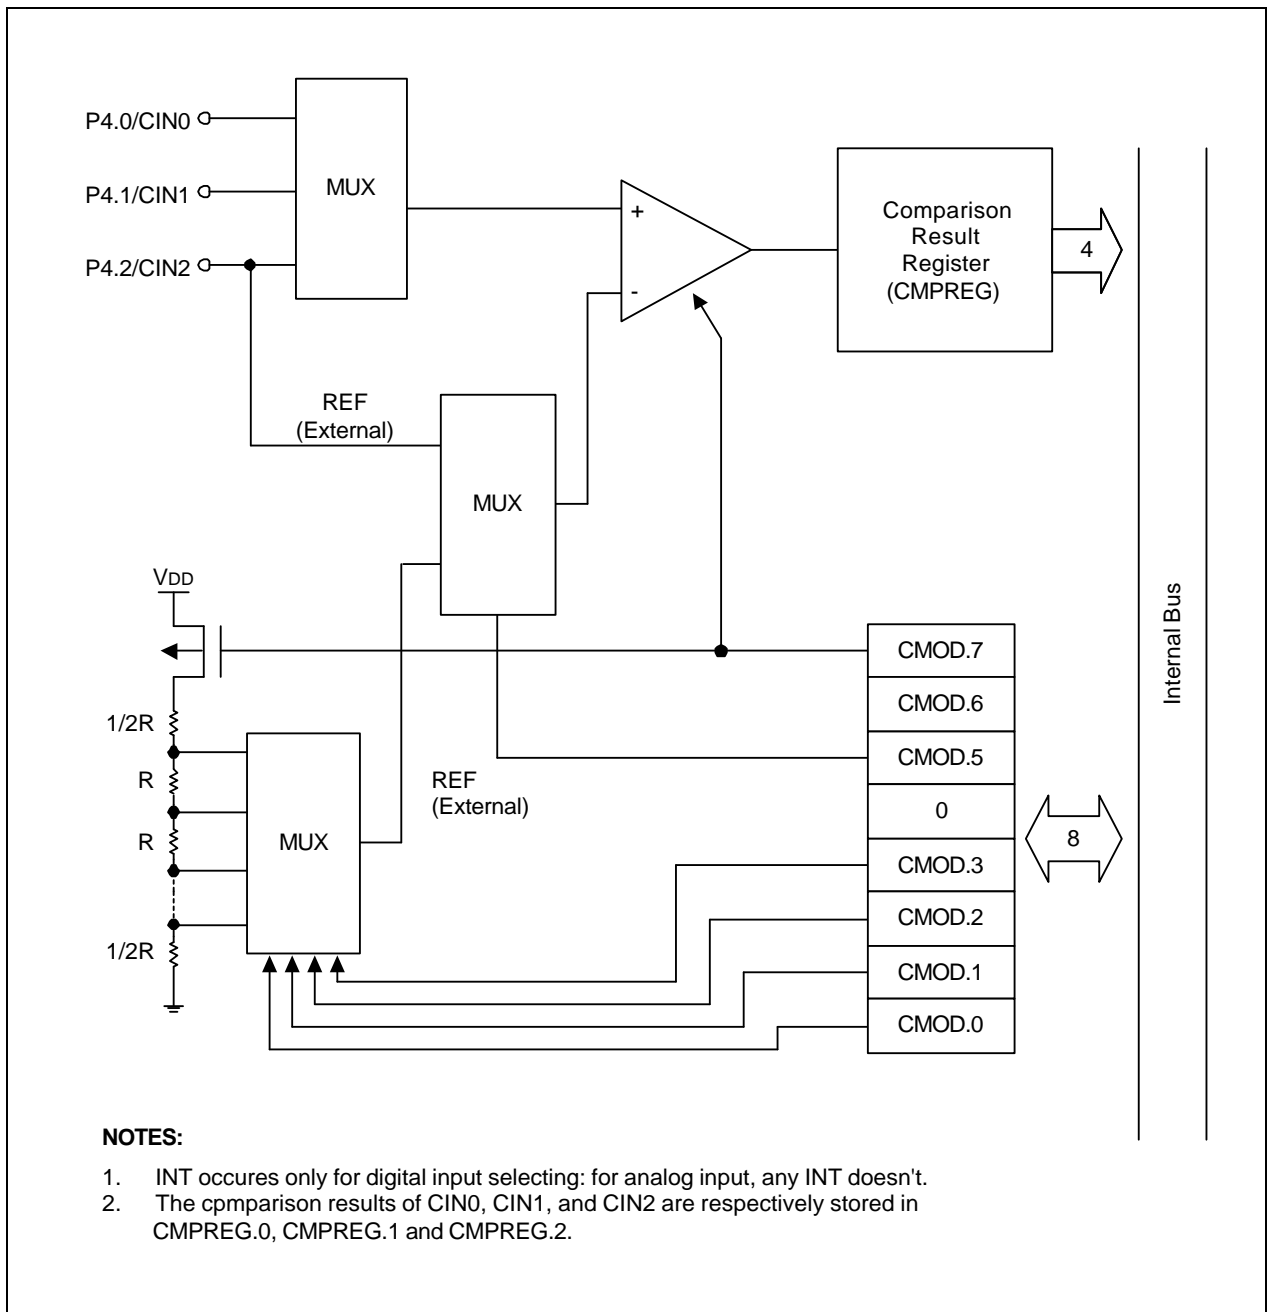 P4.0/CIN0
P4.1/CIN1
P4.2/CIN2
MUX
+
-
Comparison
Result
Register
(CMPREG)
4
REF
(External)
MUX
VDD
1/2R
R
R
1/2R
MUX
REF
(External)
CMOD.7
CMOD.6
CMOD.5
0
CMOD.3
CMOD.2
CMOD.1
CMOD.0
8
Internal Bus
NOTES:
1. INT occures only for digital input selecting: for analog input, any INT doesn't.
2. The cpmparison results of CIN0, CIN1, and CIN2 are respectively stored in
CMPREG.0, CMPREG.1 and CMPREG.2.